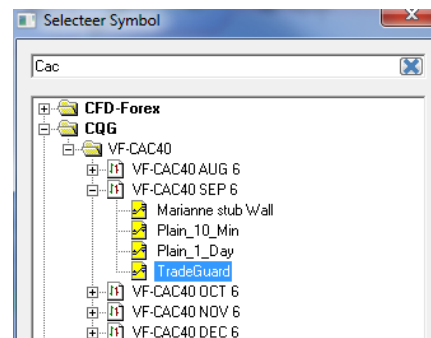 Selecteer Symbol
Cac
CFD-Forex
CQG
VF-CAC40
VF-CAC40 AUG 6
VF-CAC40 SEP 6
Marianne stub Wall
Plain_10_Min
Plain_1_Day
TradeGuard
VF-CAC40 OCT 6
VF-CAC40 NOV 6
VF-CAC40 DEC 6